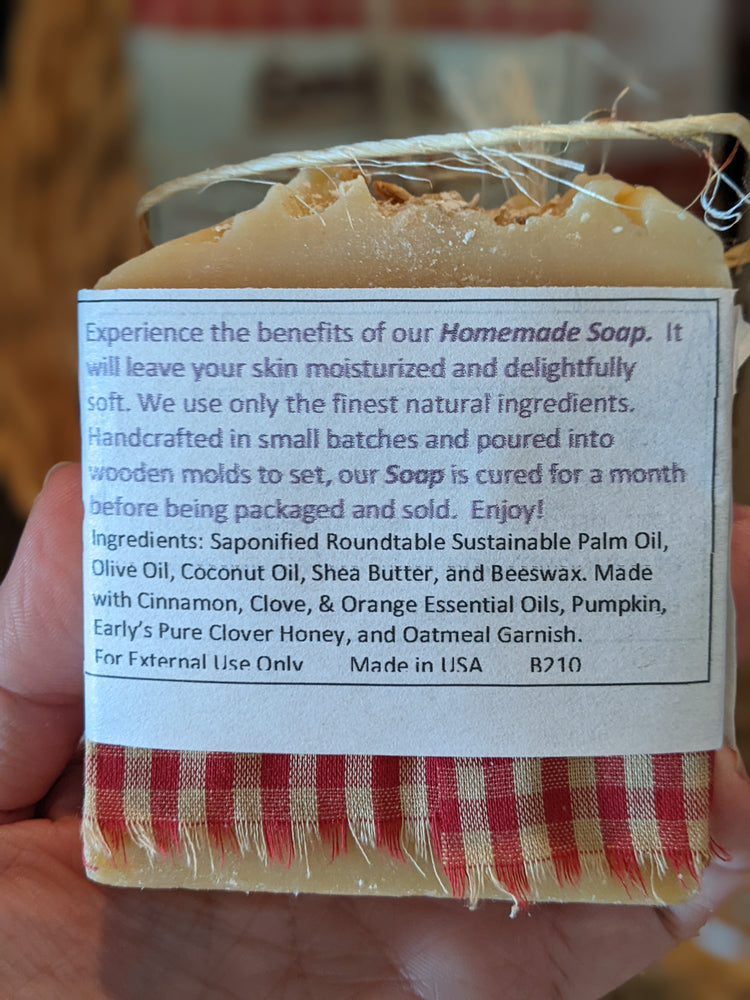 Experience the benefits of our Homemade Soap. It
will leave your skin moisturized and delightfully
soft. We use only the finest natural ingredients.
Handcrafted in small batches and poured into
wooden molds to set, our Soap is cured for a month
before being packaged and sold. Enjoy!
Ingredients: Saponified Roundtable Sustainable Palm Oil,
Olive Oil, Coconut Oil, Shea Butter, and Beeswax. Made
with Cinnamon, Clove, & Orange Essential Oils, Pumpkin,
Early's Pure Clover Honey, and Oatmeal Garnish.
For External Use Only Made in USA B210